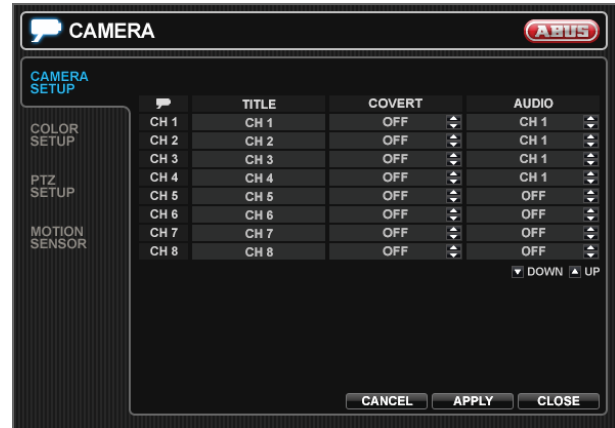 CAMERA
ABUS
CAMERA
SETUP
COLOR
SETUP
PTZ
SETUP
MOTION
SENSOR
TITLE COVERT AUDIO
CH 1 CH 1 OFF CH 1
CH 2 CH 2 OFF CH 1
CH 3 CH 3 OFF CH 1
CH 4 CH 4 OFF CH 1
CH 5 CH 5 OFF OFF
CH 6 CH 6 OFF OFF
CH 7 CH 7 OFF OFF
CH 8 CH 8 OFF OFF
DOWN UP
CANCEL APPLY CLOSE